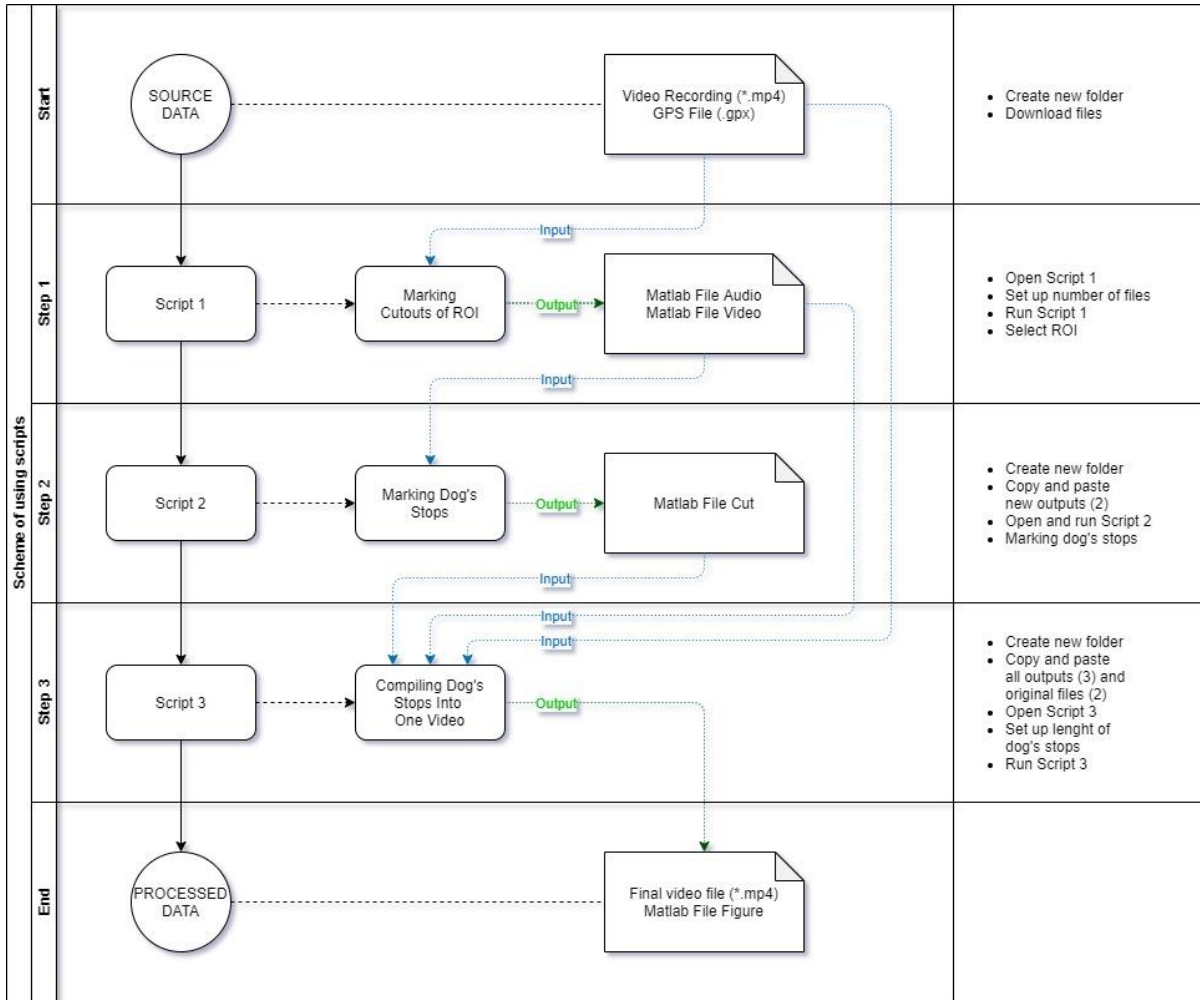 Scheme of using scripts
Start
SOURCE
DATA
Video Recording (*.mp4)
GPS File (.gpx)
• Create new folder
• Download files
Step 1
Input
Script 1
Marking
Cutouts of ROI
Output
Matlab File Audio
Matlab File Video
• Open Script 1
• Set up number of files
• Run Script 1
• Select ROI
Input
Step 2
Script 2
Marking Dog's
Stops
Output
Matlab File Cut
• Create new folder
• Copy and paste
new outputs (2)
• Open and run Script 2
• Marking dog's stops
Input
Step 3
Input
Input
Script 3
Compiling Dog's
Stops Into
One Video
Output
• Create new folder
• Copy and paste
all outputs (3) and
original files (2)
• Open Script 3
• Set up lenght of
dog's stops
• Run Script 3
End
PROCESSED
DATA
Final video file (*.mp4)
Matlab File Figure